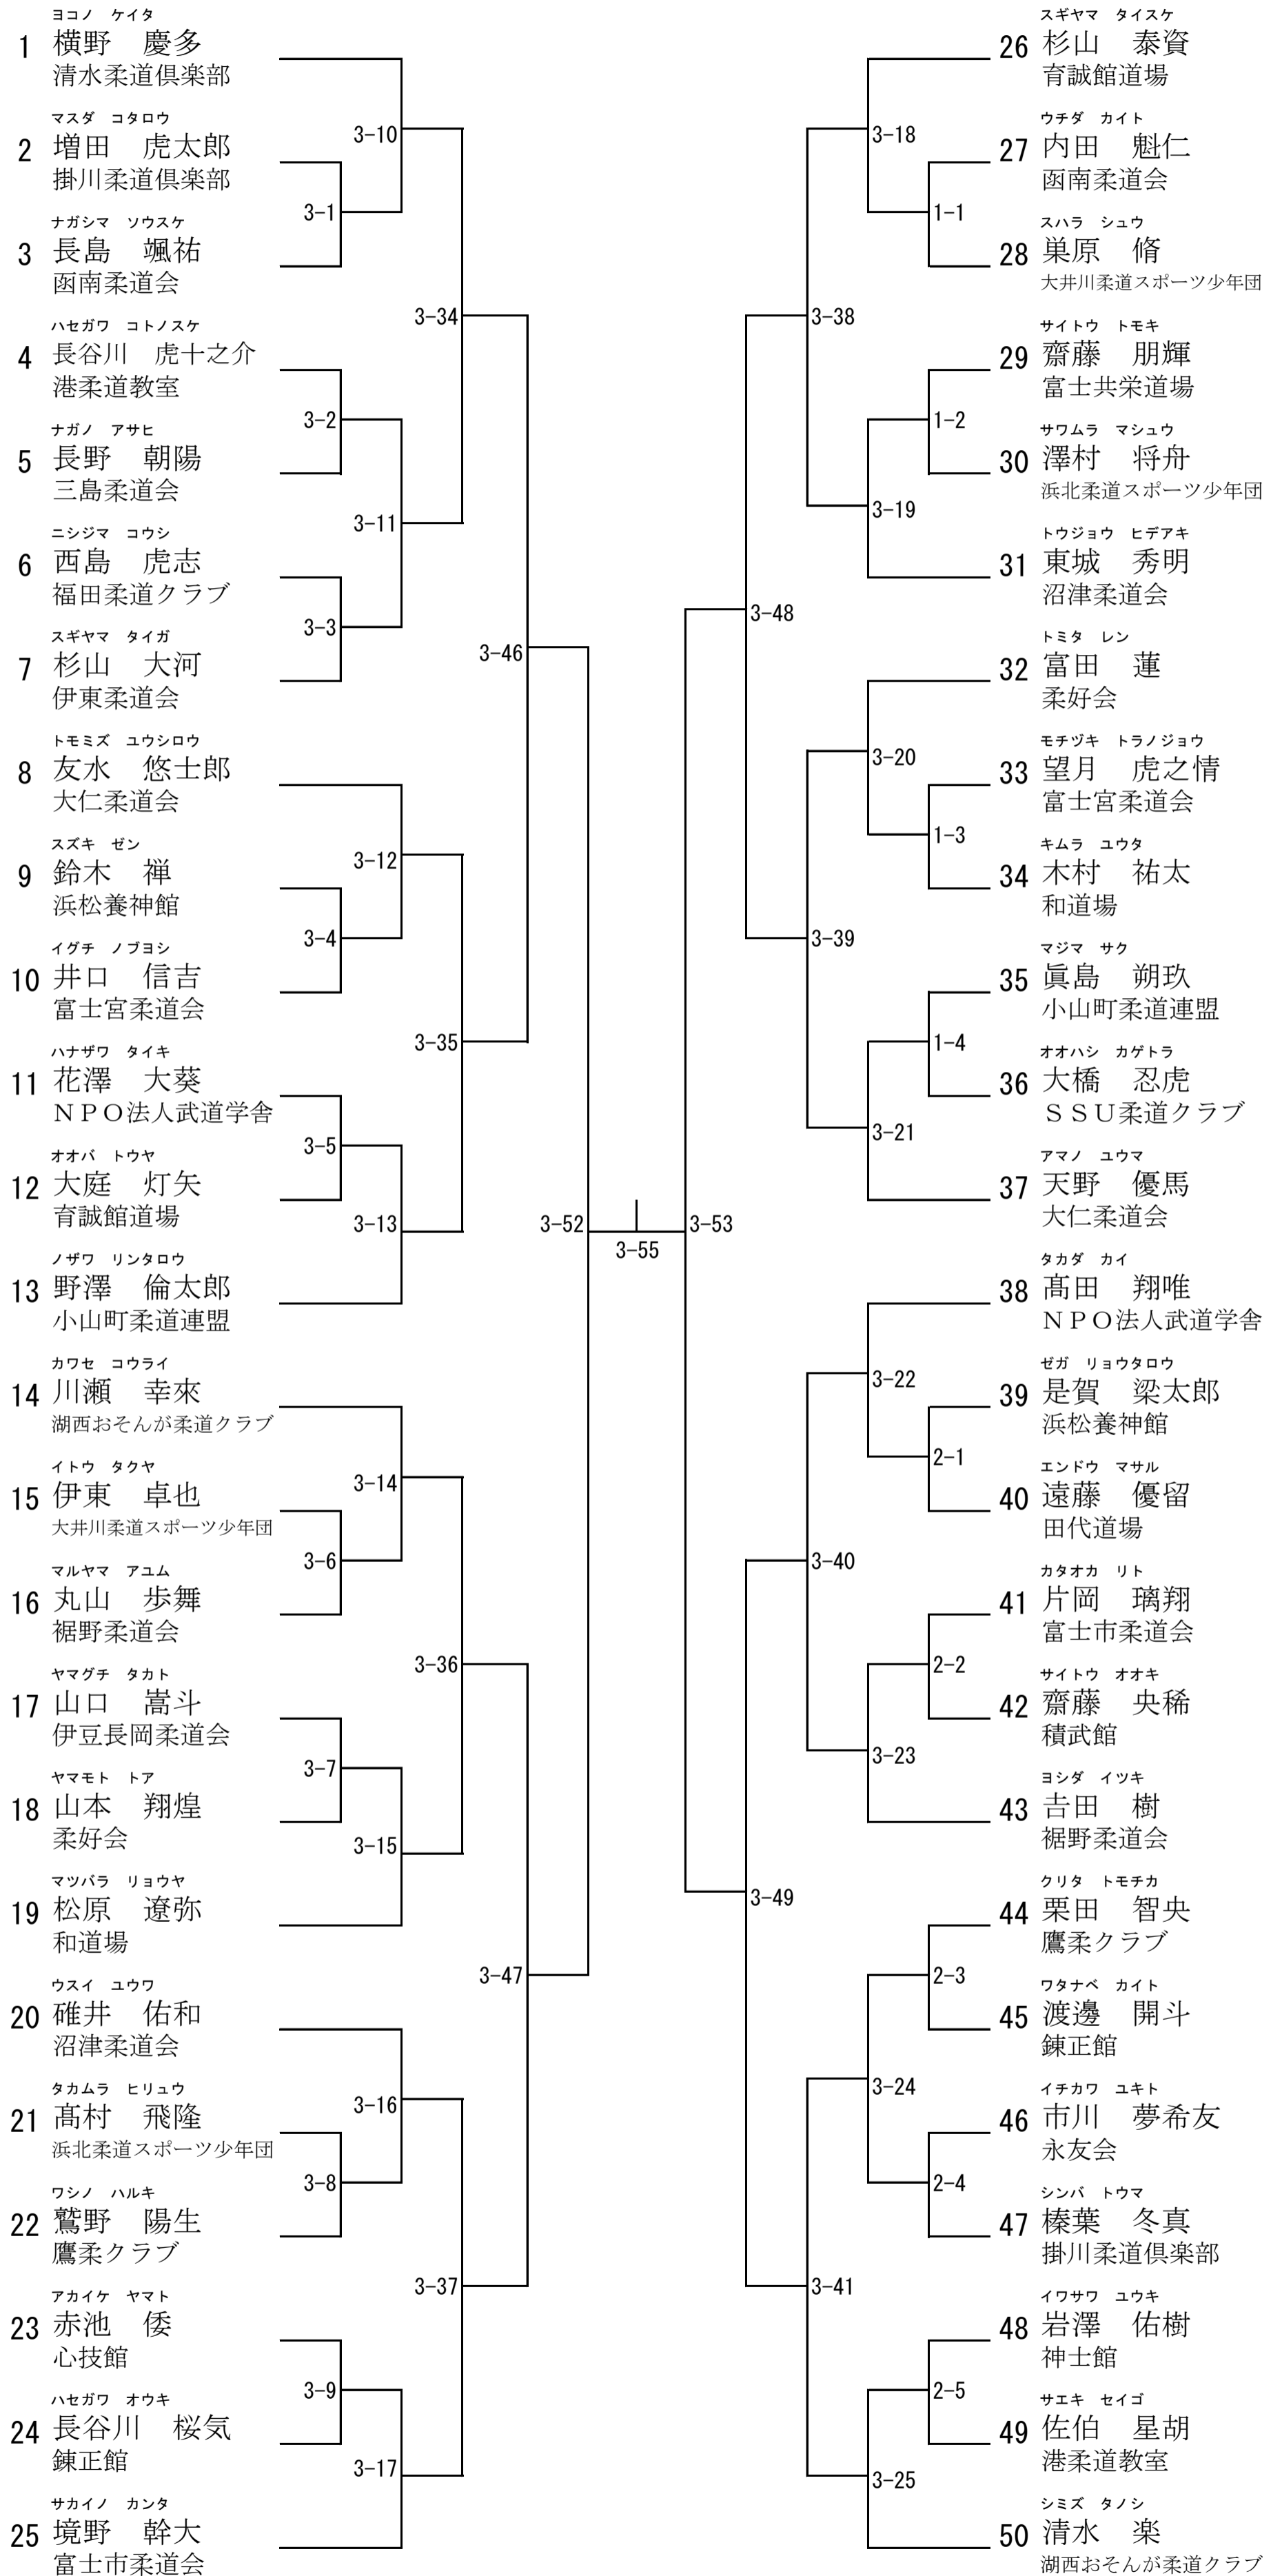 ヨコノ　ケイタ
1 横野　慶多
清水柔道倶楽部
マスダ　コタロウ
2 増田　虎太郎
掛川柔道倶楽部
ナガシマ　ソウスケ
3 長島　颯祐
函南柔道会
ハセガワ　コトノスケ
4 長谷川　虎十之介
港柔道教室
ナガノ　アサヒ
5 長野　朝陽
三島柔道会
ニシジマ　コウシ
6 西島　虎志
福田柔道クラブ
スギヤマ　タイガ
7 杉山　大河
伊東柔道会
トモミズ　ユウシロウ
8 友水　悠士郎
大仁柔道会
スズキ　ゼン
9 鈴木　禅
浜松養神館
イグチ　ノブヨシ
10 井口　信吉
富士宮柔道会
ハナザワ　タイキ
11 花澤　大葵
ＮＰＯ法人武道学舎
オオバ　トウヤ
12 大庭　灯矢
育誠館道場
ノザワ　リンタロウ
13 野澤　倫太郎
小山町柔道連盟
カワセ　コウライ
14 川瀬　幸來
湖西おそんが柔道クラブ
イトウ　タクヤ
15 伊東　卓也
大井川柔道スポーツ少年団
マルヤマ　アユム
16 丸山　歩舞
裾野柔道会
ヤマグチ　タカト
17 山口　嵩斗
伊豆長岡柔道会
ヤマモト　トア
18 山本　翔煌
柔好会
マツバラ　リョウヤ
19 松原　遼弥
和道場
ウスイ　ユウワ
20 碓井　佑和
沼津柔道会
タカムラ　ヒリュウ
21 髙村　飛隆
浜北柔道スポーツ少年団
ワシノ　ハルキ
22 鷲野　陽生
鷹柔クラブ
アカイケ　ヤマト
23 赤池　倭
心技館
ハセガワ　オウキ
24 長谷川　桜気
錬正館
サカイノ　カンタ
25 境野　幹大
富士市柔道会
3-1
3-2
3-3
3-4
3-5
3-6
3-7
3-8
3-9
3-10
3-11
3-12
3-13
3-14
3-15
3-16
3-17
3-34
3-35
3-36
3-37
3-46
3-47
3-52
3-55
3-53
3-48
3-49
3-38
3-39
3-40
3-41
3-18
3-19
3-20
3-21
3-22
3-23
3-24
3-25
1-1
1-2
1-3
1-4
2-1
2-2
2-3
2-4
2-5
スギヤマ　タイスケ
26 杉山　泰資
育誠館道場
ウチダ　カイト
27 内田　魁仁
函南柔道会
スハラ　シュウ
28 巣原　脩
大井川柔道スポーツ少年団
サイトウ　トモキ
29 齋藤　朋輝
富士共栄道場
サワムラ　マシュウ
30 澤村　将舟
浜北柔道スポーツ少年団
トウジョウ　ヒデアキ
31 東城　秀明
沼津柔道会
トミタ　レン
32 富田　蓮
柔好会
モチヅキ　トラノジョウ
33 望月　虎之情
富士宮柔道会
キムラ　ユウタ
34 木村　祐太
和道場
マジマ　サク
35 眞島　朔玖
小山町柔道連盟
オオハシ　カゲトラ
36 大橋　忍虎
ＳＳＵ柔道クラブ
アマノ　ユウマ
37 天野　優馬
大仁柔道会
タカダ　カイ
38 髙田　翔唯
ＮＰＯ法人武道学舎
ゼガ　リョウタロウ
39 是賀　梁太郎
浜松養神館
エンドウ　マサル
40 遠藤　優留
田代道場
カタオカ　リト
41 片岡　璃翔
富士市柔道会
サイトウ　オオキ
42 齋藤　央稀
積武館
ヨシダ　イツキ
43 𠮷田　樹
裾野柔道会
クリタ　トモチカ
44 栗田　智央
鷹柔クラブ
ワタナベ　カイト
45 渡邊　開斗
錬正館
イチカワ　ユキト
46 市川　夢希友
永友会
シンバ　トウマ
47 榛葉　冬真
掛川柔道倶楽部
イワサワ　ユウキ
48 岩澤　佑樹
神士館
サエキ　セイゴ
49 佐伯　星胡
港柔道教室
シミズ　タノシ
50 清水　楽
湖西おそんが柔道クラブ